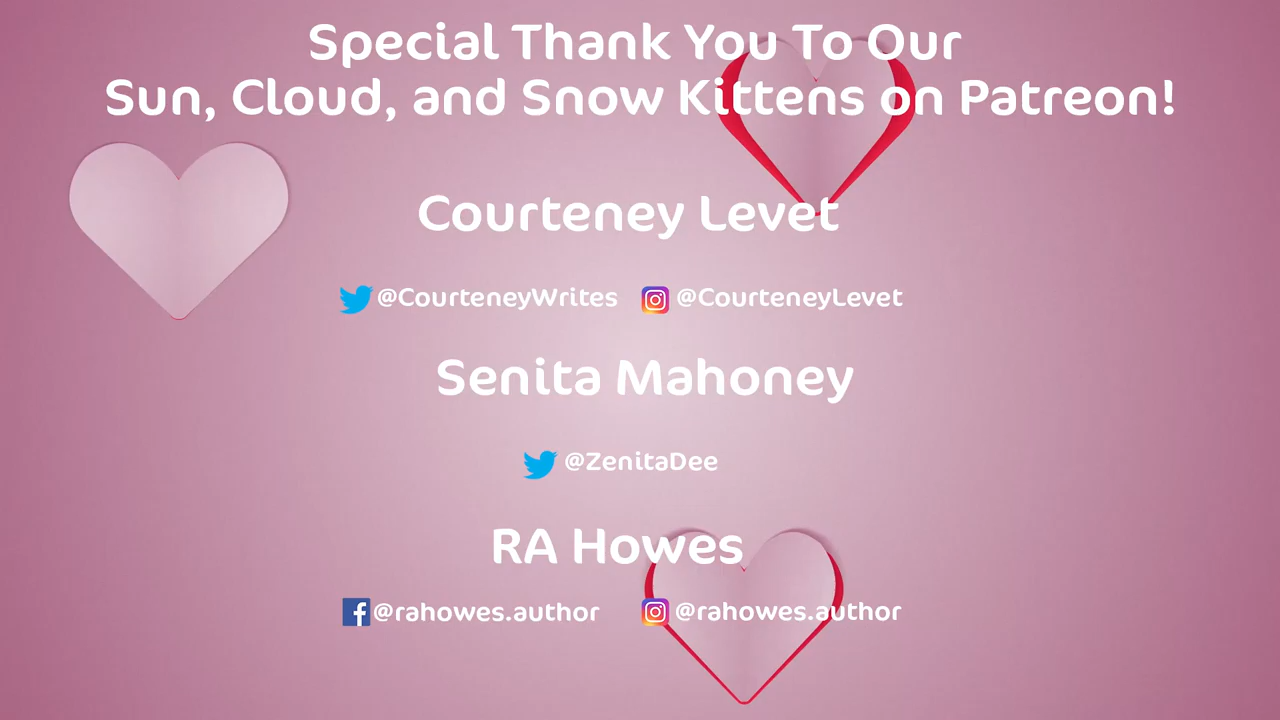 Special Thank You To Our
Sun, Cloud, and Snow Kittens on Patreon!
Courteney Levet
@CourteneyWrites @CourteneyLevet
Senita Mahoney
@ZenitaDee
RA Howes
@rahowes.author @rahowes.author